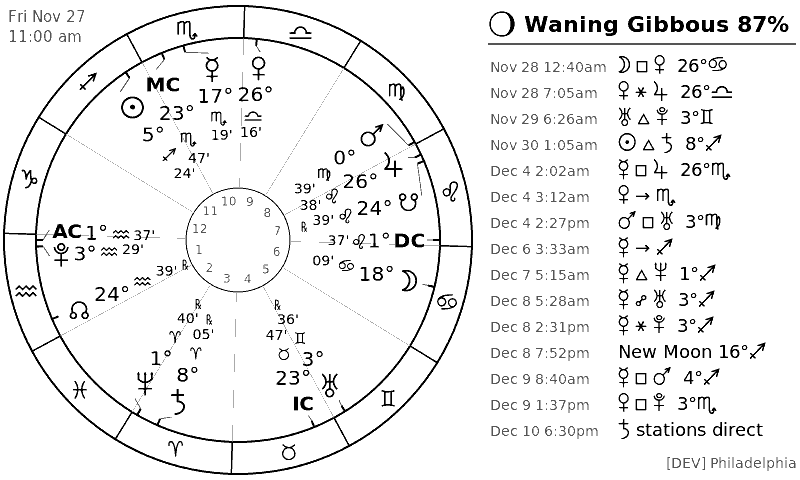 Fri Nov 27
11:00 am
Waning Gibbous 87%
Nov 28 12:40am ☽ □ ♀ 26°♋
Nov 28 7:05am ♀ ⚹ ♃ 26°♎
Nov 29 6:26am ♅ △ ♇ 3°♊
Nov 30 1:05am ☉ △ ♄ 8°♐
Dec 4 2:02am ☿ □ ♃ 26°♏
Dec 4 3:12am ♀ → ♏
Dec 4 2:27pm ♂ □ ♅ 3°♍
Dec 6 3:33am ☿ → ♐
Dec 7 5:15am ☿ △ ♆ 1°♐
Dec 8 5:28am ☿ ☍ ♅ 3°♐
Dec 8 2:31pm ☿ ⚹ ♇ 3°♐
Dec 8 7:52pm New Moon 16°♐
Dec 9 8:40am ☿ □ ♂ 4°♐
Dec 9 1:37pm ♀ □ ♇ 3°♏
Dec 10 6:30pm ♄ stations direct
[DEV] Philadelphia
♏ ♎ ♍ ♌ ♋ ♊ ♉ ♈ ♓ ♒ ♑ ♐
MC 23° ♏ 47'
☉ 5° ♐ 24'
☿ 17° ♏ 19'
♀ 26° ♎ 16'
♂ 0° ♍ 39'
♃ 26° ♌ 38'
☋ 24° ♌ 39' ℞
DC 1° ♌ 37'
☽ 18° ♋ 09'
♅ 3° ♊ 36' ℞
IC 23° ♉ 47'
♄ 8° ♈ 05' ℞
♆ 1° ♈ 40' ℞
☊ 24° ♒ 39' ℞
♇ 3° ♒ 29'
AC 1° ♒ 37'
1 2 3 4 5 6 7 8 9 10 11 12